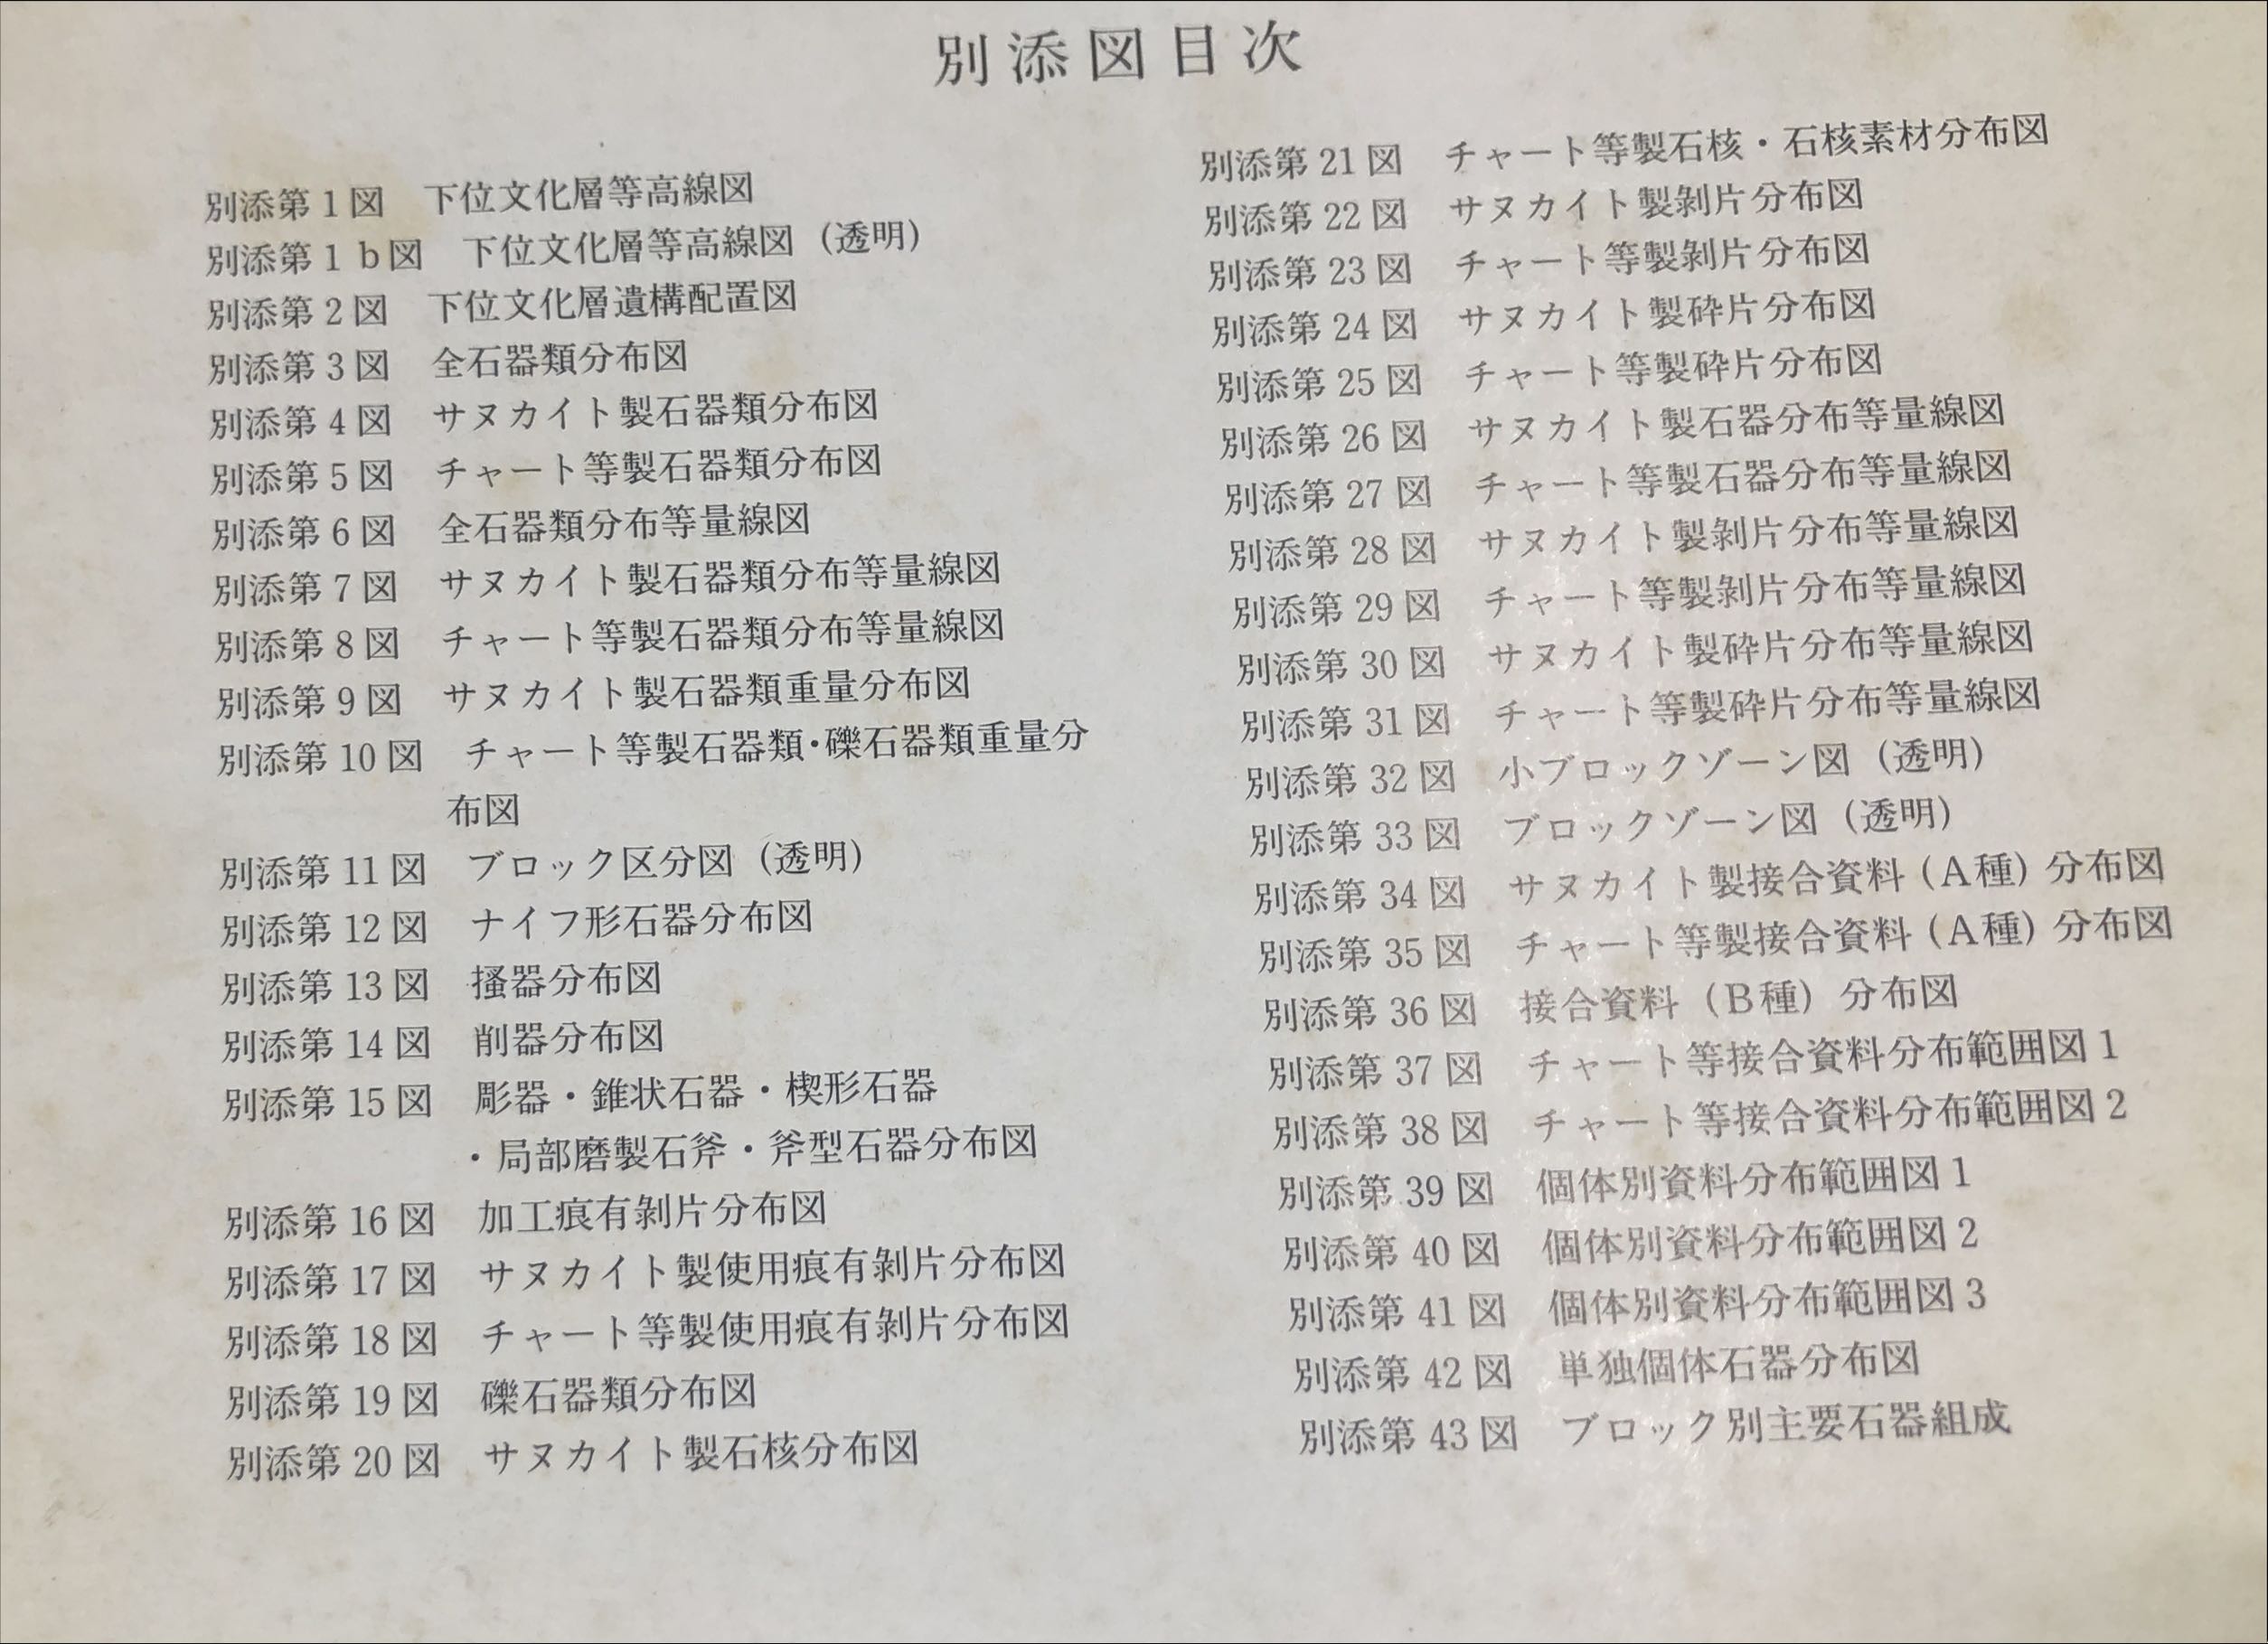 別添図目次
別添第1図　下位文化層等高線図
別添第1b図　下位文化層等高線図（透明）
別添第2図　下位文化層遺構配置図
別添第3図　全石器類分布図
別添第4図　サヌカイト製石器類分布図
別添第5図　チャート等製石器類分布図
別添第6図　全石器類分布等量線図
別添第7図　サヌカイト製石器類分布等量線図
別添第8図　チャート等製石器類分布等量線図
別添第9図　サヌカイト製石器類重量分布図
別添第10図　チャート等製石器類・礫石器類重量分
布図
別添第11図　ブロック区分図（透明）
別添第12図　ナイフ形石器分布図
別添第13図　掻器分布図
別添第14図　削器分布図
別添第15図　彫器・錐状石器・楔形石器
・局部磨製石斧・斧型石器分布図
別添第16図　加工痕有剝片分布図
別添第17図　サヌカイト製使用痕有剝片分布図
別添第18図　チャート等製使用痕有剝片分布図
別添第19図　礫石器類分布図
別添第20図　サヌカイト製石核分布図
別添第21図　チャート等製石核・石核素材分布図
別添第22図　サヌカイト製剝片分布図
別添第23図　チャート等製剝片分布図
別添第24図　サヌカイト製砕片分布図
別添第25図　チャート等製砕片分布図
別添第26図　サヌカイト製石器分布等量線図
別添第27図　チャート等製石器分布等量線図
別添第28図　サヌカイト製剝片分布等量線図
別添第29図　チャート等製剝片分布等量線図
別添第30図　サヌカイト製砕片分布等量線図
別添第31図　チャート等製砕片分布等量線図
別添第32図　小ブロックゾーン図（透明）
別添第33図　ブロックゾーン図（透明）
別添第34図　サヌカイト製接合資料（A種）分布図
別添第35図　チャート等製接合資料（A種）分布図
別添第36図　接合資料（B種）分布図
別添第37図　チャート等接合資料分布範囲図1
別添第38図　チャート等接合資料分布範囲図2
別添第39図　個体別資料分布範囲図1
別添第40図　個体別資料分布範囲図2
別添第41図　個体別資料分布範囲図3
別添第42図　単独個体石器分布図
別添第43図　ブロック別主要石器組成